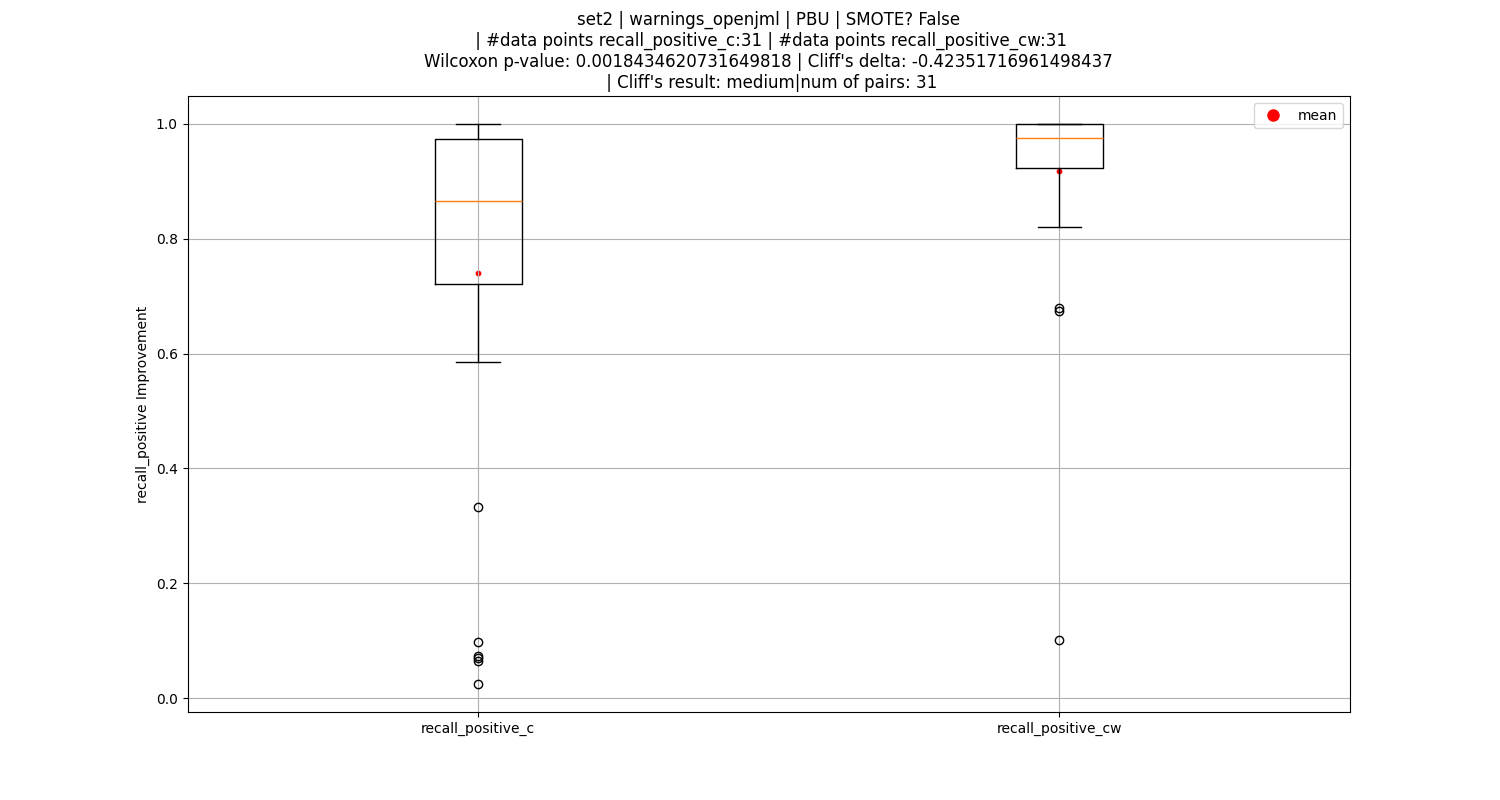 set2 | warnings_openjml | PBU | SMOTE? False
| #data points recall_positive_c:31 | #data points recall_positive_cw:31
Wilcoxon p-value: 0.0018434620731649818 | Cliff's delta: -0.42351716961498437
| Cliff's result: medium|num of pairs: 31
mean
1.0
0.8
0.6
0.4
0.2
0.0
recall_positive Improvement
recall_positive_c
recall_positive_cw